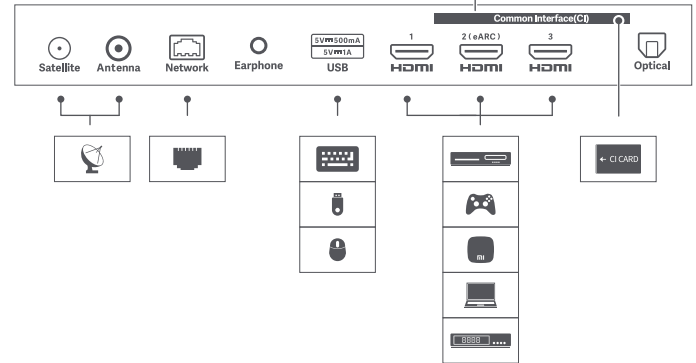 Common Interface(CI)
5V⎓500mA
5V⎓1A
1
2 (eARC)
3
HDMI
HDMI
HDMI
Satellite
Antenna
Network
Earphone
USB
Optical
← CI CARD
mi
8888